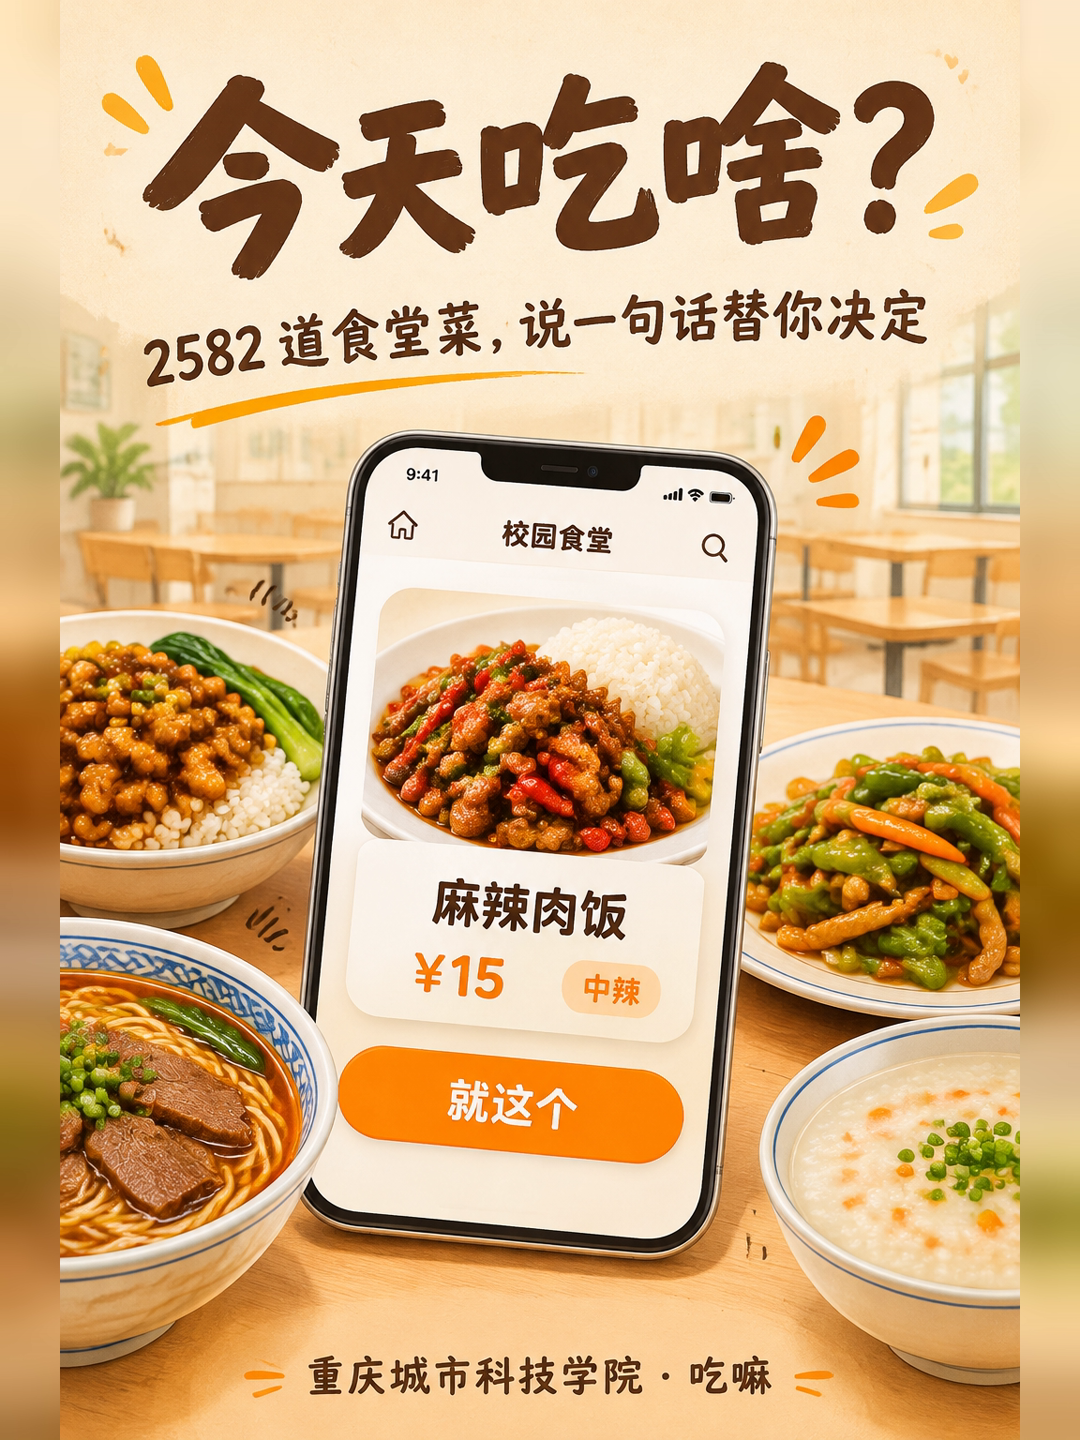 今天吃啥？
2582 道食堂菜，说一句话替你决定
9:41
校园食堂
麻辣肉饭
¥15
中辣
就这个
重庆城市科技学院 · 吃嘛